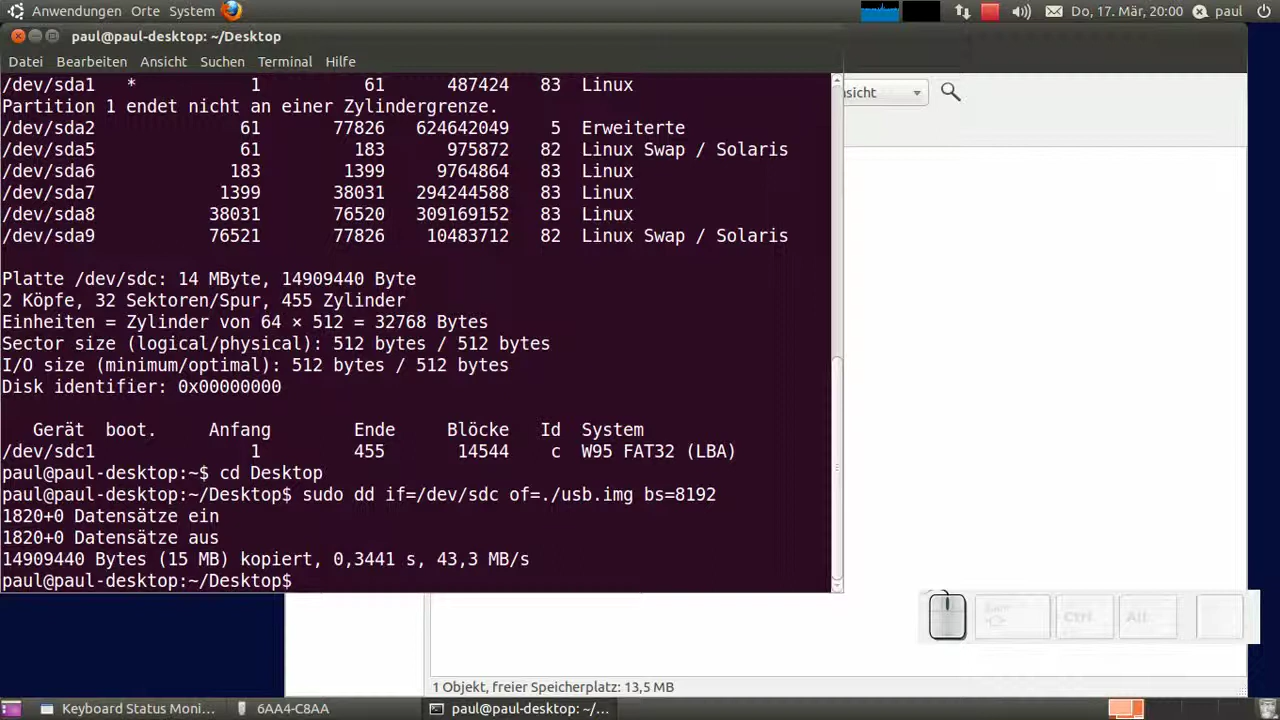 Anwendungen Orte System
Do, 17. Mär, 20:00 paul
paul@paul-desktop: ~/Desktop
Datei Bearbeiten Ansicht Suchen Terminal Hilfe
/dev/sda1 * 1 61 487424 83 Linux
Partition 1 endet nicht an einer Zylindergrenze.
/dev/sda2 61 77826 624642049 5 Erweiterte
/dev/sda5 61 183 975872 82 Linux Swap / Solaris
/dev/sda6 183 1399 9764864 83 Linux
/dev/sda7 1399 38031 294244588 83 Linux
/dev/sda8 38031 76520 309169152 83 Linux
/dev/sda9 76521 77826 10483712 82 Linux Swap / Solaris
Platte /dev/sdc: 14 MByte, 14909440 Byte
2 Köpfe, 32 Sektoren/Spur, 455 Zylinder
Einheiten = Zylinder von 64 × 512 = 32768 Bytes
Sector size (logical/physical): 512 bytes / 512 bytes
I/O size (minimum/optimal): 512 bytes / 512 bytes
Disk identifier: 0x00000000
Gerät boot. Anfang Ende Blöcke Id System
/dev/sdc1 1 455 14544 c W95 FAT32 (LBA)
paul@paul-desktop:~$ cd Desktop
paul@paul-desktop:~/Desktop$ sudo dd if=/dev/sdc of=./usb.img bs=8192
1820+0 Datensätze ein
1820+0 Datensätze aus
14909440 Bytes (15 MB) kopiert, 0,3441 s, 43,3 MB/s
paul@paul-desktop:~/Desktop$
sicht
Ctrl
Alt
1 Objekt, freier Speicherplatz: 13,5 MB
Keyboard Status Moni...
6AA4-C8AA
paul@paul-desktop: ~/...